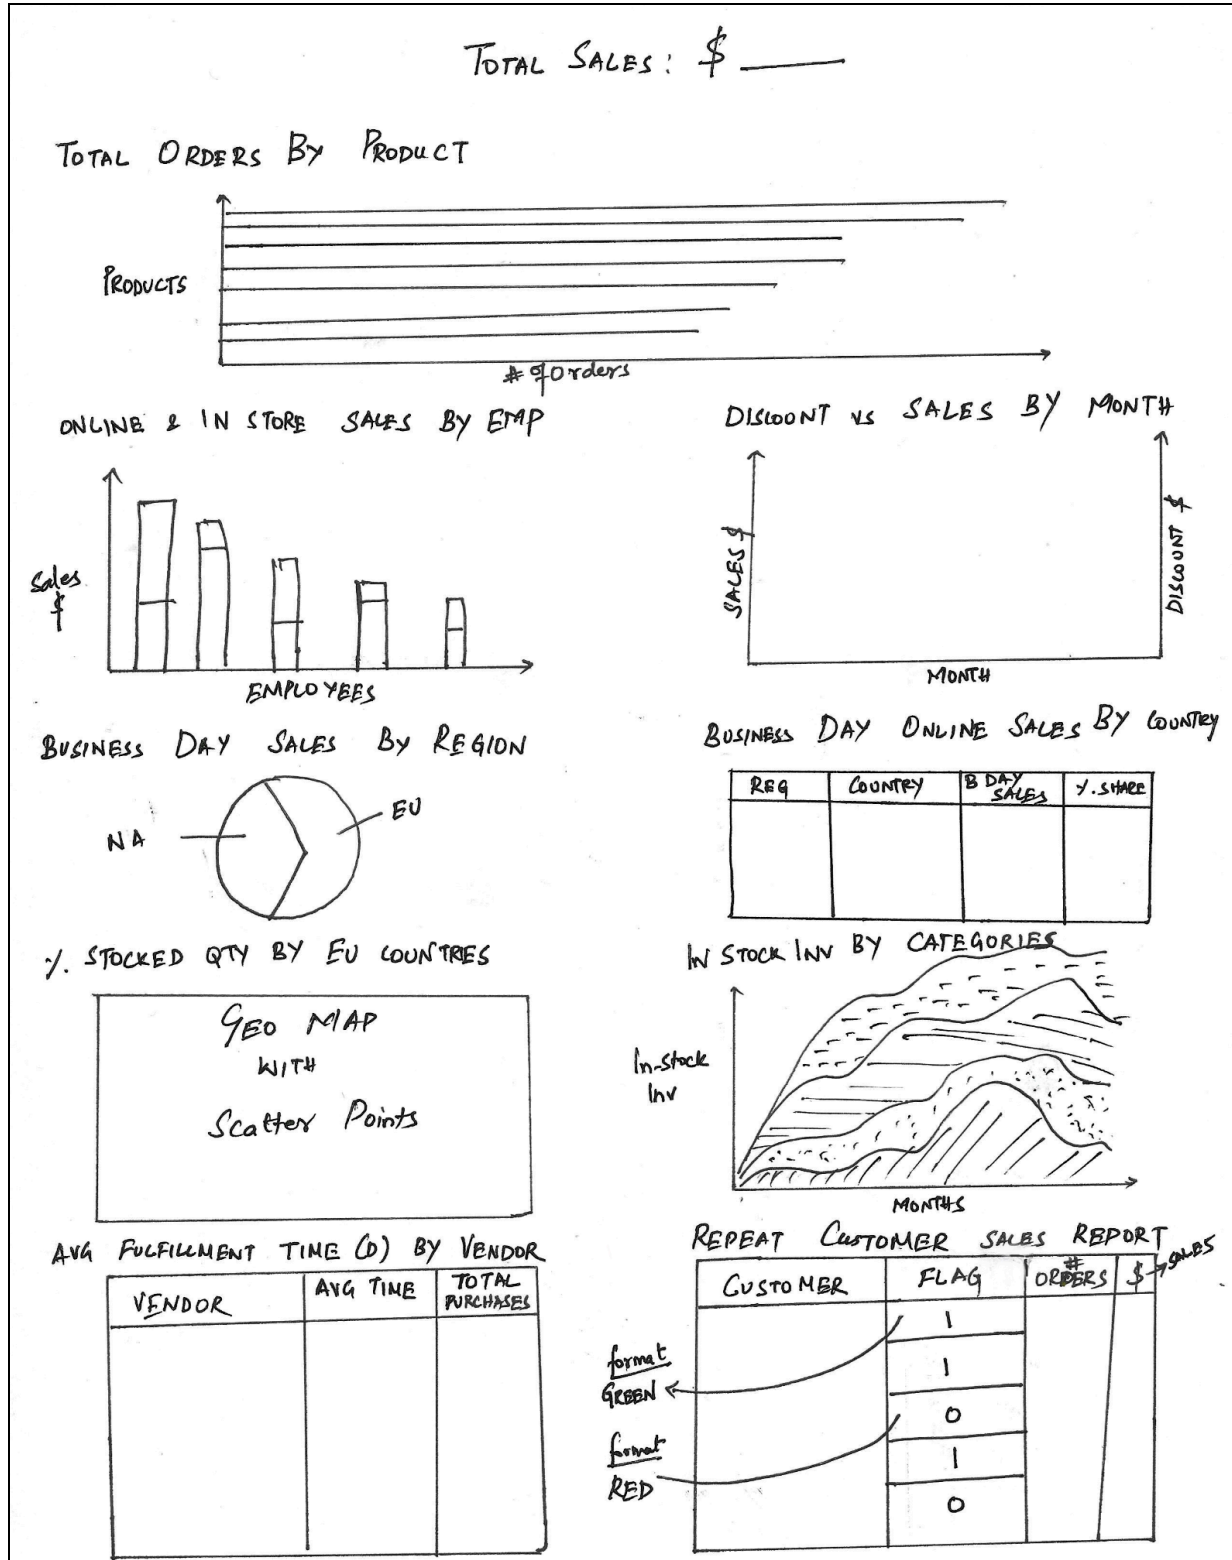 TOTAL SALES: $ ____
TOTAL ORDERS BY PRODUCT
PRODUCTS
# of Orders
ONLINE & IN STORE SALES BY EMP
Sales $
EMPLOYEES
DISCOUNT vs SALES BY MONTH
SALES $
DISCOUNT $
MONTH
BUSINESS DAY SALES BY REGION
NA
EU
BUSINESS DAY ONLINE SALES BY COUNTRY
REG COUNTRY B DAY SALES %. SHARE
%. STOCKED QTY BY EU COUNTRIES
GEO MAP
WITH
Scatter Points
IN STOCK INV BY CATEGORIES
In-stock
Inv
MONTHS
AVG FULFILLMENT TIME (D) BY VENDOR
VENDOR AVG TIME TOTAL PURCHASES
REPEAT CUSTOMER SALES REPORT
CUSTOMER FLAG # ORDERS $ → SALES
1
1
0
1
0
format
GREEN
format
RED